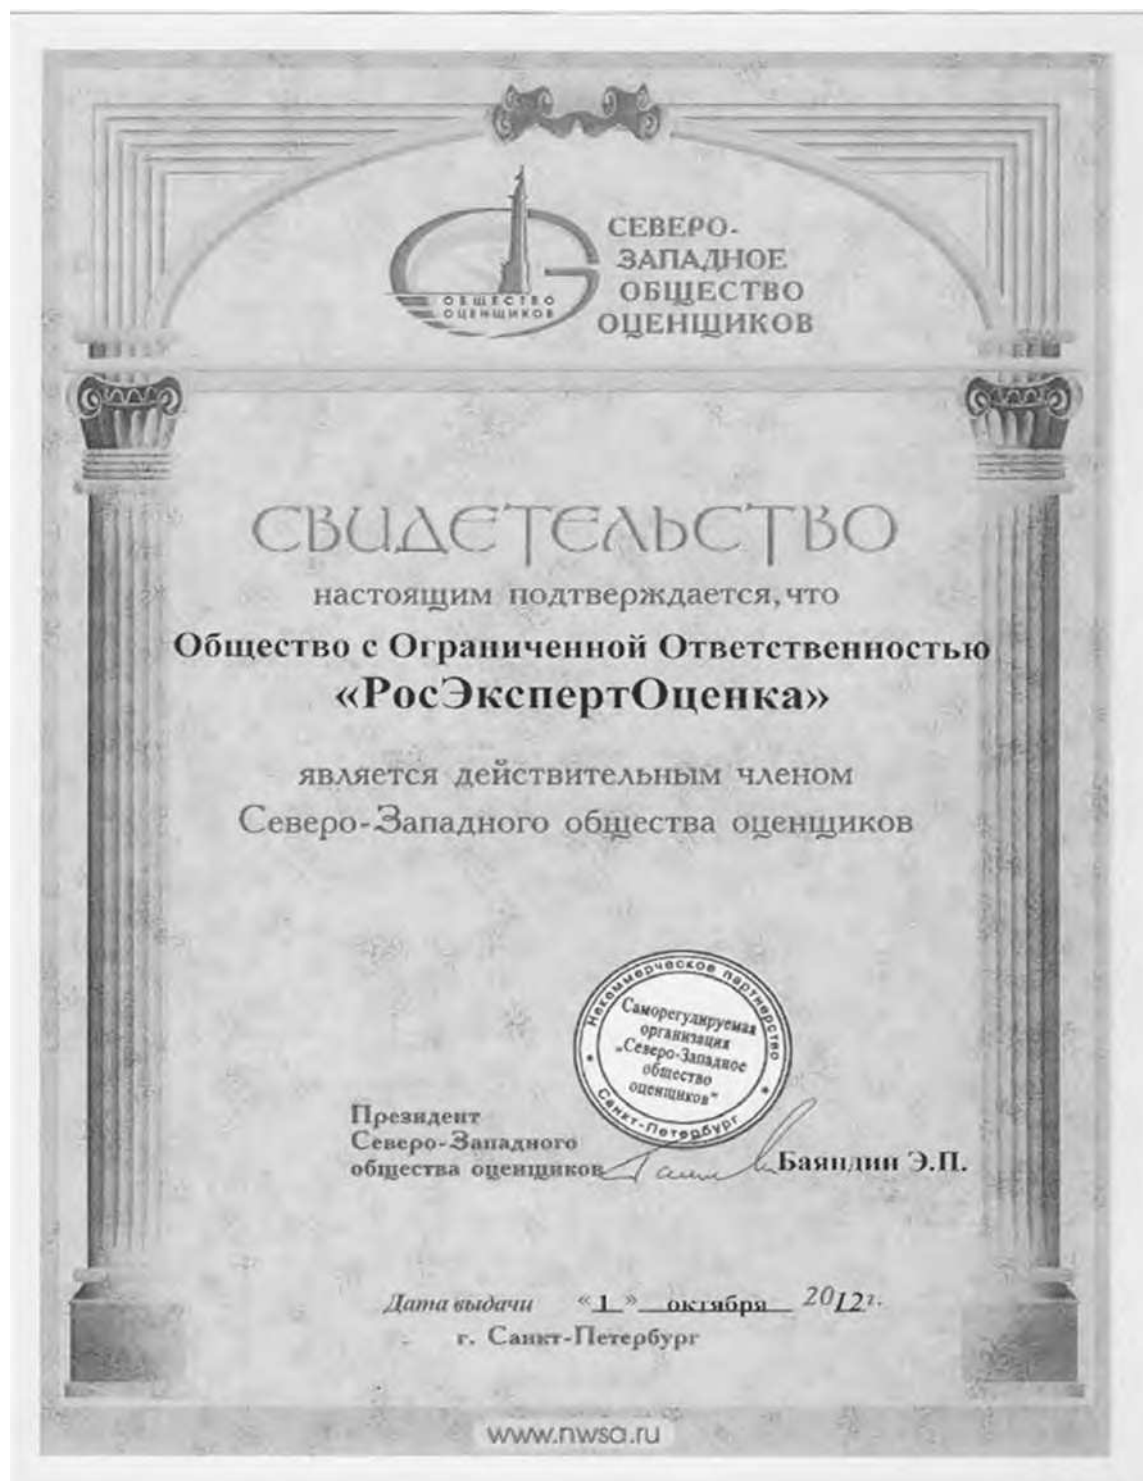 СЕВЕРО-
ЗАПАДНОЕ
ОБЩЕСТВО
ОЦЕНЩИКОВ
ОБЩЕСТВО
ОЦЕНЩИКОВ
СВИДЕТЕЛЬСТВО
настоящим подтверждается, что
Общество с Ограниченной Ответственностью
«РосЭкспертОценка»
является действительным членом
Северо-Западного общества оценщиков
Некоммерческое партнерство
Саморегулируемая
организация
„Северо-Западное
общество
оценщиков"
Санкт-Петербург
Президент
Северо-Западного
общества оценщиков
Баяндин Э.П.
Дата выдачи « 1 » октября 2012г.
г. Санкт-Петербург
www.nwsa.ru